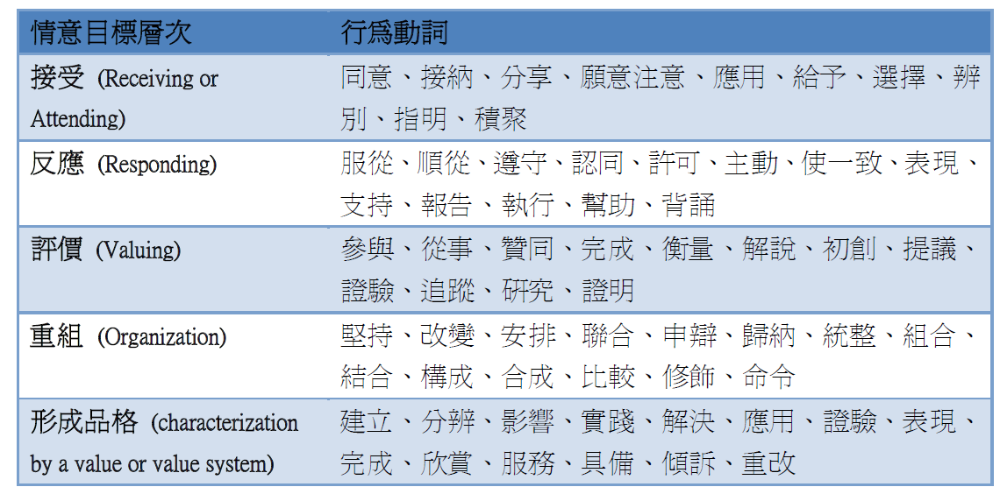 情意目標層次 行為動詞
接受 (Receiving or Attending) 同意、接納、分享、願意注意、應用、給予、選擇、辨
別、指明、積聚
反應 (Responding) 服從、順從、遵守、認同、許可、主動、使一致、表現、
支持、報告、執行、幫助、背誦
評價 (Valuing) 參與、從事、贊同、完成、衡量、解說、初創、提議、
證驗、追蹤、研究、證明
重組 (Organization) 堅持、改變、安排、聯合、申辯、歸納、統整、組合、
結合、構成、合成、比較、修飾、命令
形成品格 (characterization by a value or value system) 建立、分辨、影響、實踐、解決、應用、證驗、表現、
完成、欣賞、服務、具備、傾訴、重改